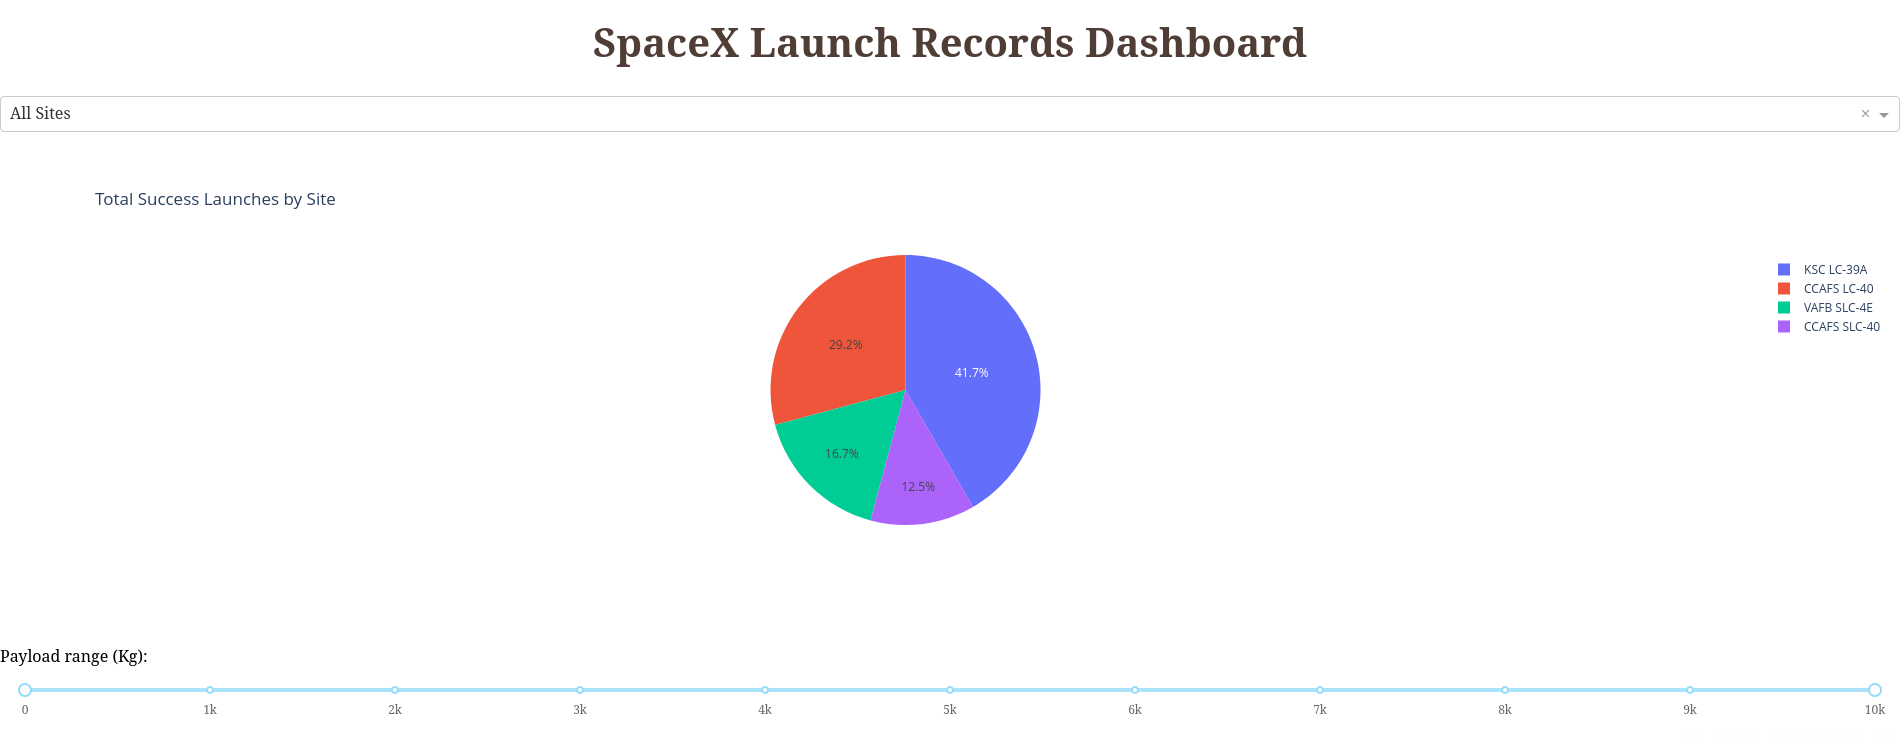 SpaceX Launch Records Dashboard
All Sites ×
Total Success Launches by Site
KSC LC-39A
CCAFS LC-40
VAFB SLC-4E
CCAFS SLC-40
29.2%
41.7%
16.7%
12.5%
Payload range (Kg):
0 1k 2k 3k 4k 5k 6k 7k 8k 9k 10k